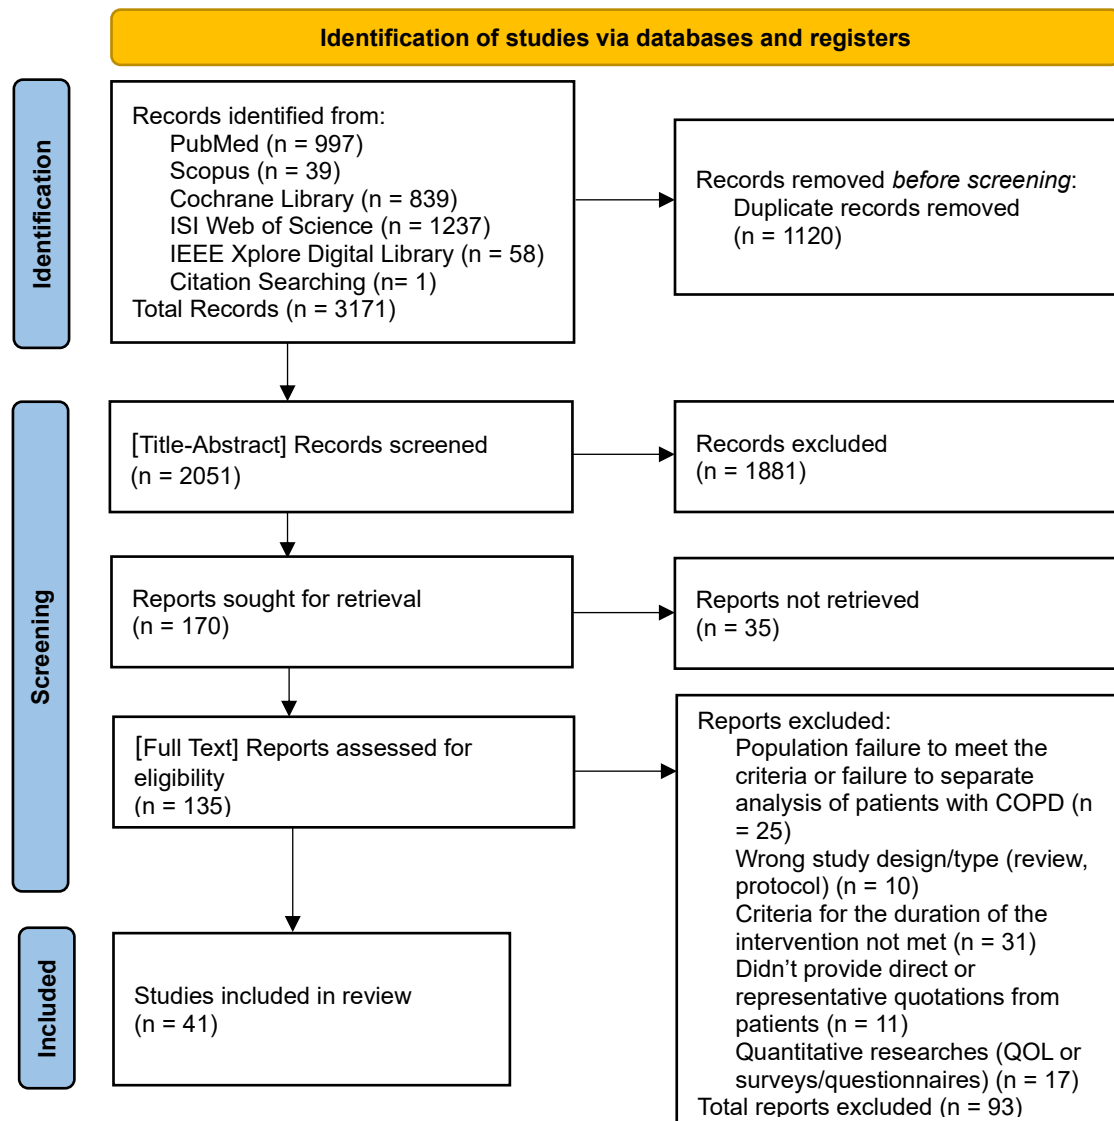 Identification of studies via databases and registers
Identification
Records identified from:
PubMed (n = 997)
Scopus (n = 39)
Cochrane Library (n = 839)
ISI Web of Science (n = 1237)
IEEE Xplore Digital Library (n = 58)
Citation Searching (n= 1)
Total Records (n = 3171)
Records removed before screening:
Duplicate records removed
(n = 1120)
Screening
[Title-Abstract] Records screened
(n = 2051)
Records excluded
(n = 1881)
Reports sought for retrieval
(n = 170)
Reports not retrieved
(n = 35)
[Full Text] Reports assessed for
eligibility
(n = 135)
Reports excluded:
Population failure to meet the
criteria or failure to separate
analysis of patients with COPD (n
= 25)
Wrong study design/type (review,
protocol) (n = 10)
Criteria for the duration of the
intervention not met (n = 31)
Didn’t provide direct or
representative quotations from
patients (n = 11)
Quantitative researches (QOL or
surveys/questionnaires) (n = 17)
Total reports excluded (n = 93)
Included
Studies included in review
(n = 41)